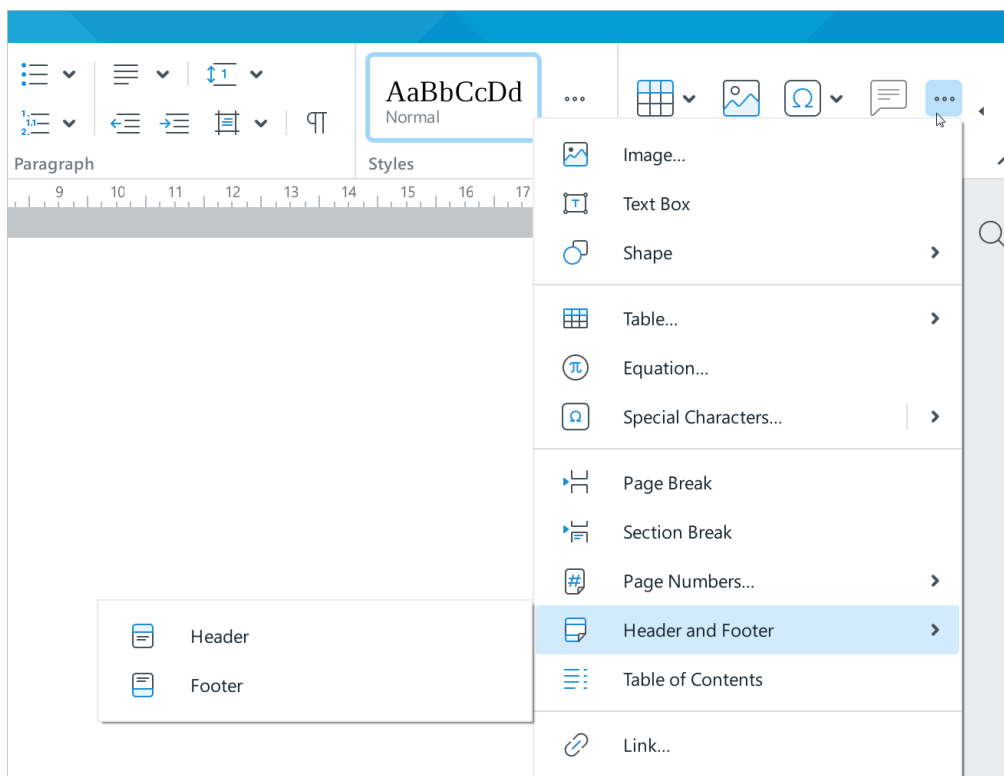 AaBbCcDd
Normal
Paragraph
Styles
9 10 11 12 13 14 15 16 17
Image...
Text Box
Shape
Table...
Equation...
Special Characters...
Page Break
Section Break
Page Numbers...
Header and Footer
Table of Contents
Link...
Header
Footer